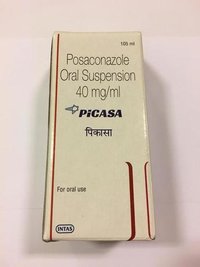 105 ml
Posaconazole
Oral Suspension
40 mg/ml
PiCASA
पिकासा
For oral use
INTAS